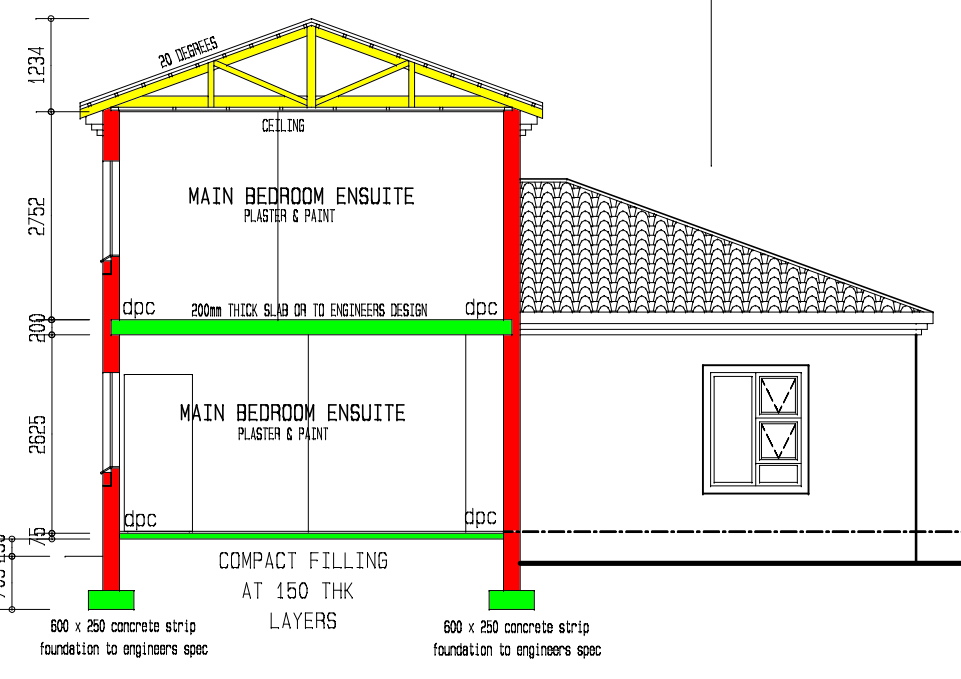 1234
20 DEGREES
CEILING
2752
MAIN BEDROOM ENSUITE
PLASTER & PAINT
dpc
200mm THICK SLAB OR TO ENGINEERS DESIGN
dpc
200
2625
MAIN BEDROOM ENSUITE
PLASTER & PAINT
dpc
dpc
75
COMPACT FILLING
AT 150 THK
LAYERS
600 x 250 concrete strip
foundation to engineers spec
600 x 250 concrete strip
foundation to engineers spec